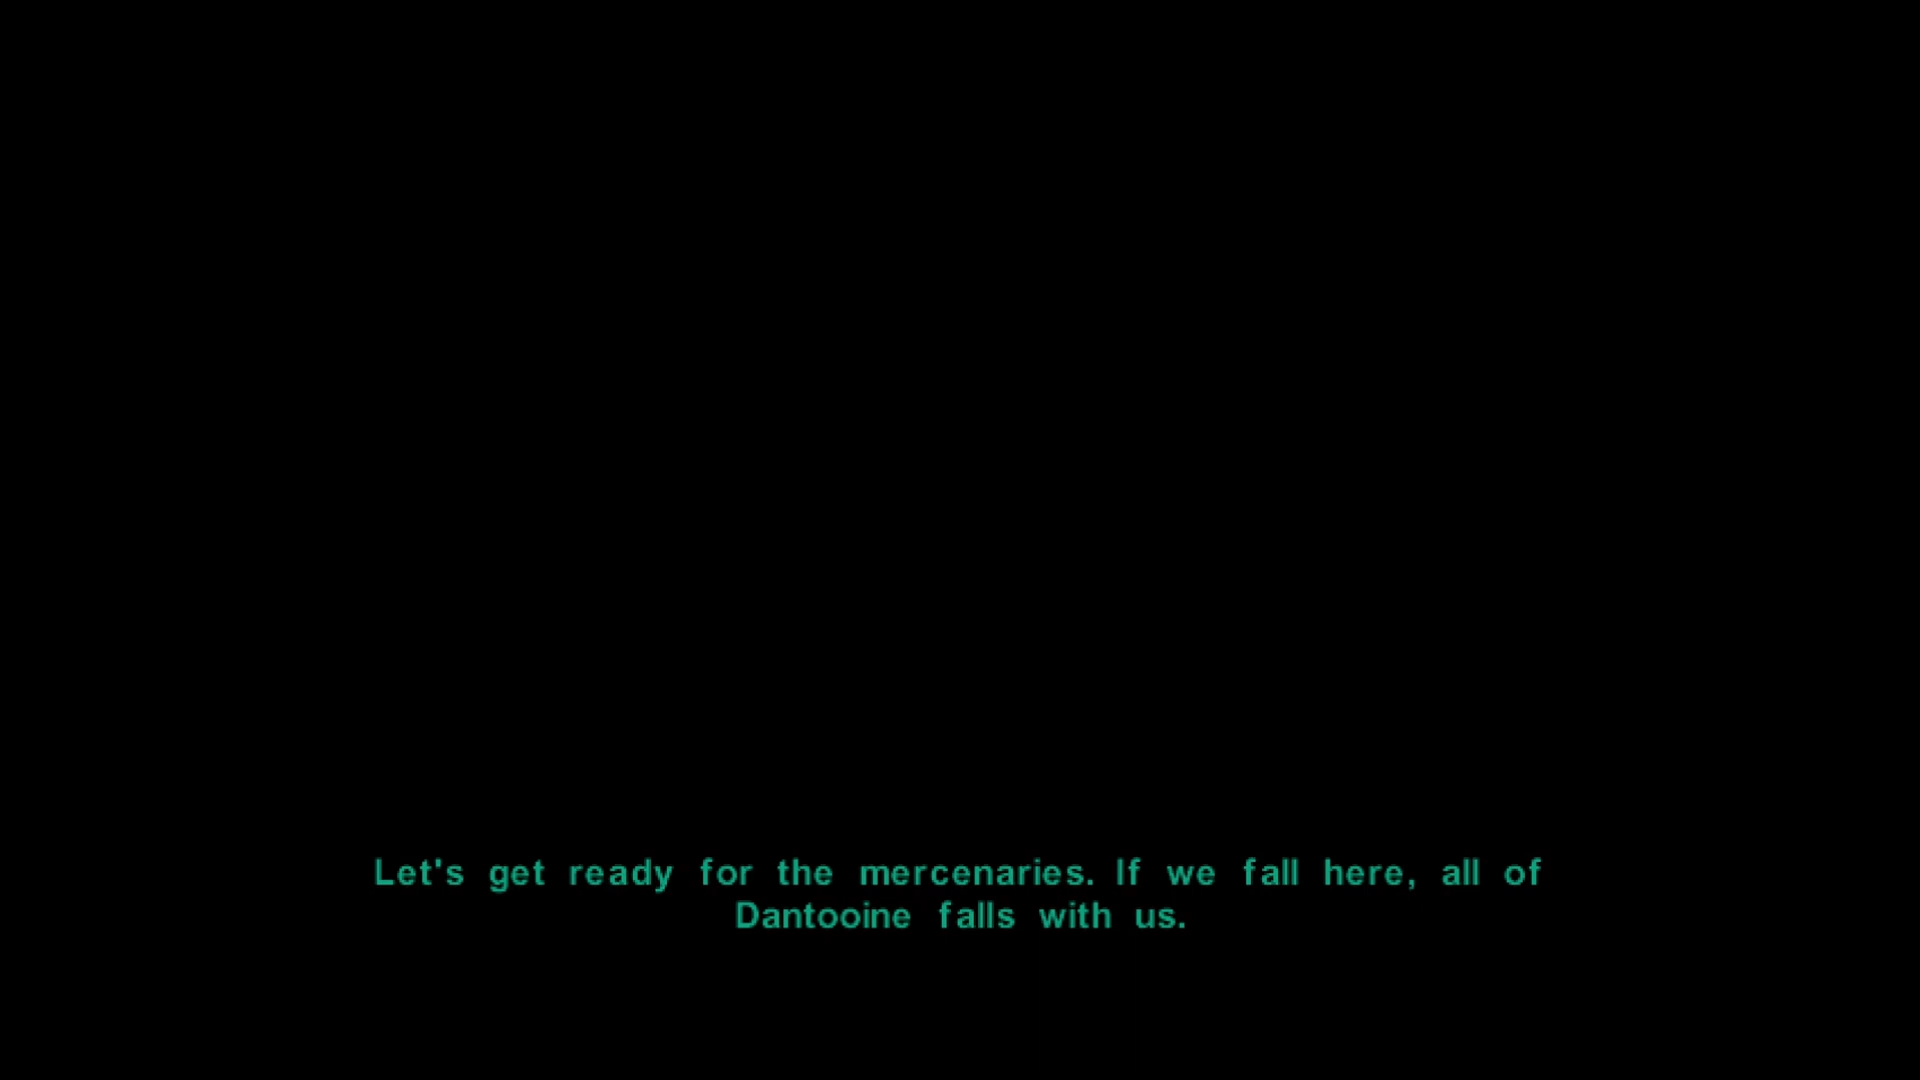 Let's get ready for the mercenaries. If we fall here, all of
Dantooine falls with us.